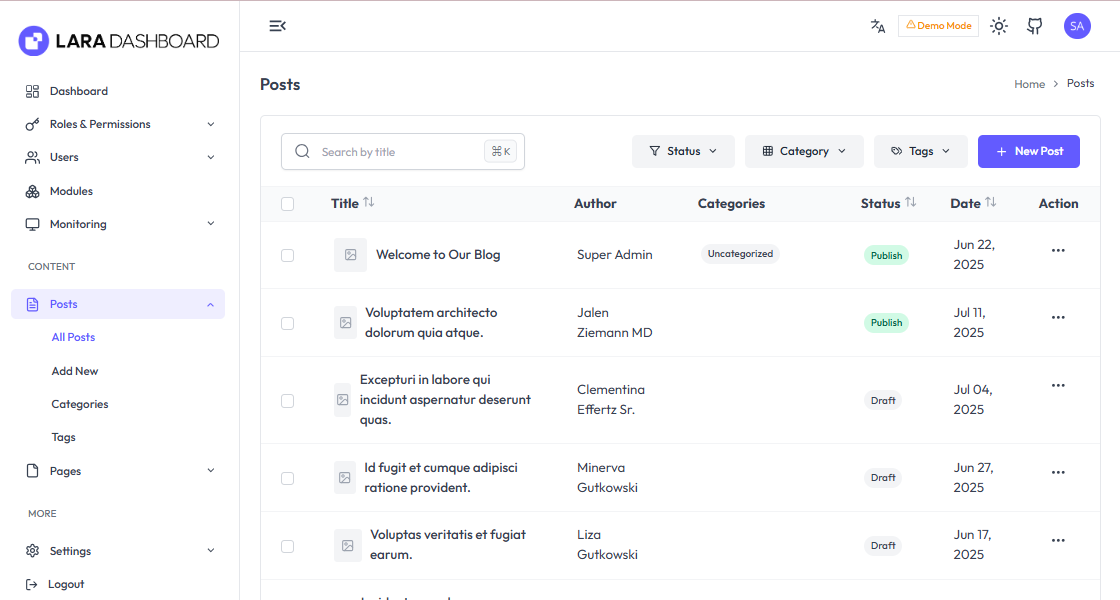 LARA DASHBOARD
Demo Mode
SA
Dashboard
Roles & Permissions
Users
Modules
Monitoring
CONTENT
Posts
All Posts
Add New
Categories
Tags
Pages
MORE
Settings
Logout
Posts
Home > Posts
Search by title
⌘K
Status
Category
Tags
+ New Post
Title Author Categories Status Date Action
Welcome to Our Blog Super Admin Uncategorized Publish Jun 22,
2025
Voluptatem architecto Jalen Publish Jul 11,
dolorum quia atque. Ziemann MD 2025
Excepturi in labore qui
incidunt aspernatur deserunt
quas.
Clementina
Effertz Sr.
Draft
Jul 04,
2025
Id fugit et cumque adipisci
ratione provident.
Minerva
Gutkowski
Draft
Jun 27,
2025
Voluptas veritatis et fugiat
earum.
Liza
Gutkowski
Draft
Jun 17,
2025